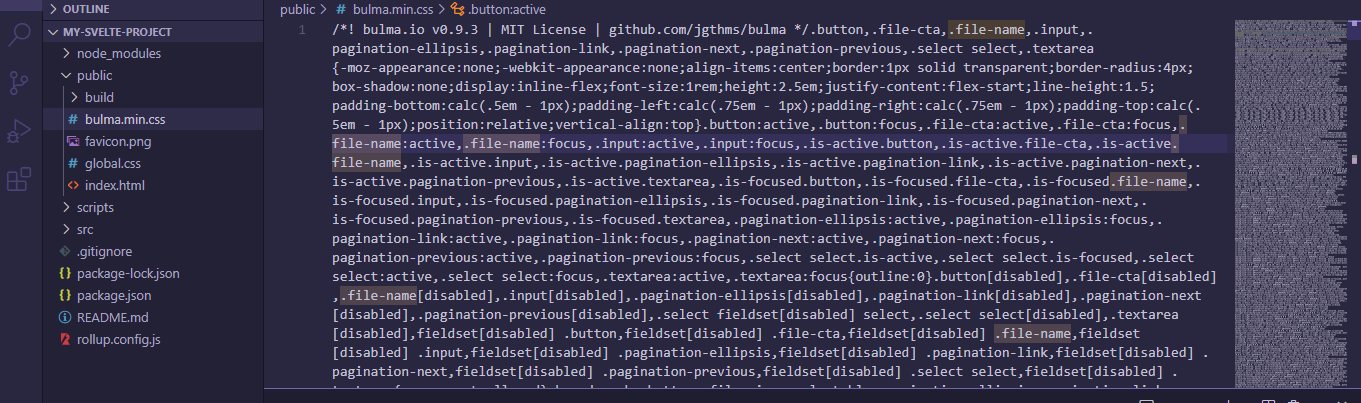 OUTLINE
MY-SVELTE-PROJECT
node_modules
public
build
bulma.min.css
favicon.png
global.css
index.html
scripts
src
.gitignore
package-lock.json
package.json
README.md
rollup.config.js
public > bulma.min.css > .button:active
1
/*! bulma.io v0.9.3 | MIT License | github.com/jgthms/bulma */.button,.file-cta,.file-name,.input,.
pagination-ellipsis,.pagination-link,.pagination-next,.pagination-previous,.select select,.textarea
{-moz-appearance:none;-webkit-appearance:none;align-items:center;border:1px solid transparent;border-radius:4px;
box-shadow:none;display:inline-flex;font-size:1rem;height:2.5em;justify-content:flex-start;line-height:1.5;
padding-bottom:calc(.5em - 1px);padding-left:calc(.75em - 1px);padding-right:calc(.75em - 1px);padding-top:calc(.
5em - 1px);position:relative;vertical-align:top}.button:active,.button:focus,.file-cta:active,.file-cta:focus,.
file-name:active,.file-name:focus,.input:active,.input:focus,.is-active.button,.is-active.file-cta,.is-active.
file-name,.is-active.input,.is-active.pagination-ellipsis,.is-active.pagination-link,.is-active.pagination-next,.
is-active.pagination-previous,.is-active.textarea,.is-focused.button,.is-focused.file-cta,.is-focused.file-name,.
is-focused.input,.is-focused.pagination-ellipsis,.is-focused.pagination-link,.is-focused.pagination-next,.
is-focused.pagination-previous,.is-focused.textarea,.pagination-ellipsis:active,.pagination-ellipsis:focus,.
pagination-link:active,.pagination-link:focus,.pagination-next:active,.pagination-next:focus,.
pagination-previous:active,.pagination-previous:focus,.select select.is-active,.select select.is-focused,.select
select:active,.select select:focus,.textarea:active,.textarea:focus{outline:0}.button[disabled],.file-cta[disabled]
,.file-name[disabled],.input[disabled],.pagination-ellipsis[disabled],.pagination-link[disabled],.pagination-next
[disabled],.pagination-previous[disabled],.select fieldset[disabled] select,.select select[disabled],.textarea
[disabled],fieldset[disabled] .button,fieldset[disabled] .file-cta,fieldset[disabled] .file-name,fieldset
[disabled] .input,fieldset[disabled] .pagination-ellipsis,fieldset[disabled] .pagination-link,fieldset[disabled] .
pagination-next,fieldset[disabled] .pagination-previous,fieldset[disabled] .select select,fieldset[disabled] .